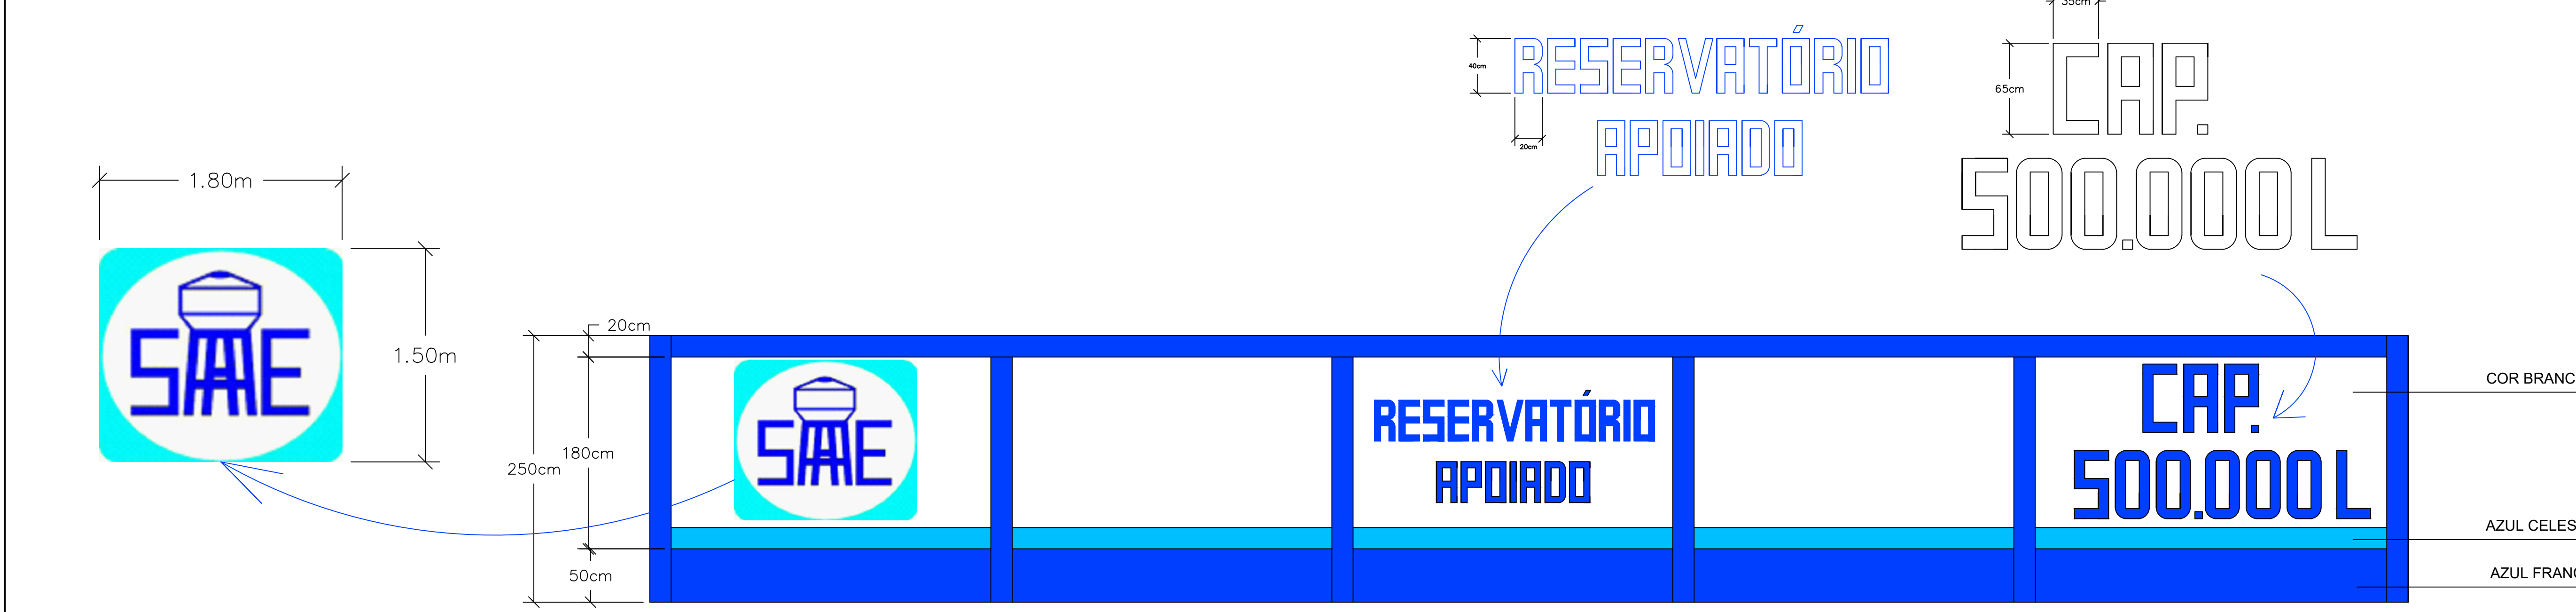 35cm
RESERVATÓRIO
40cm
CAP.
65cm
APOIADO
20cm
500.000 L
1.80m
SAAE
1.50m
20cm
SAAE
RESERVATÓRIO
APOIADO
CAP.
500.000 L
COR BRANC
180cm
250cm
AZUL CELES
50cm
AZUL FRANC